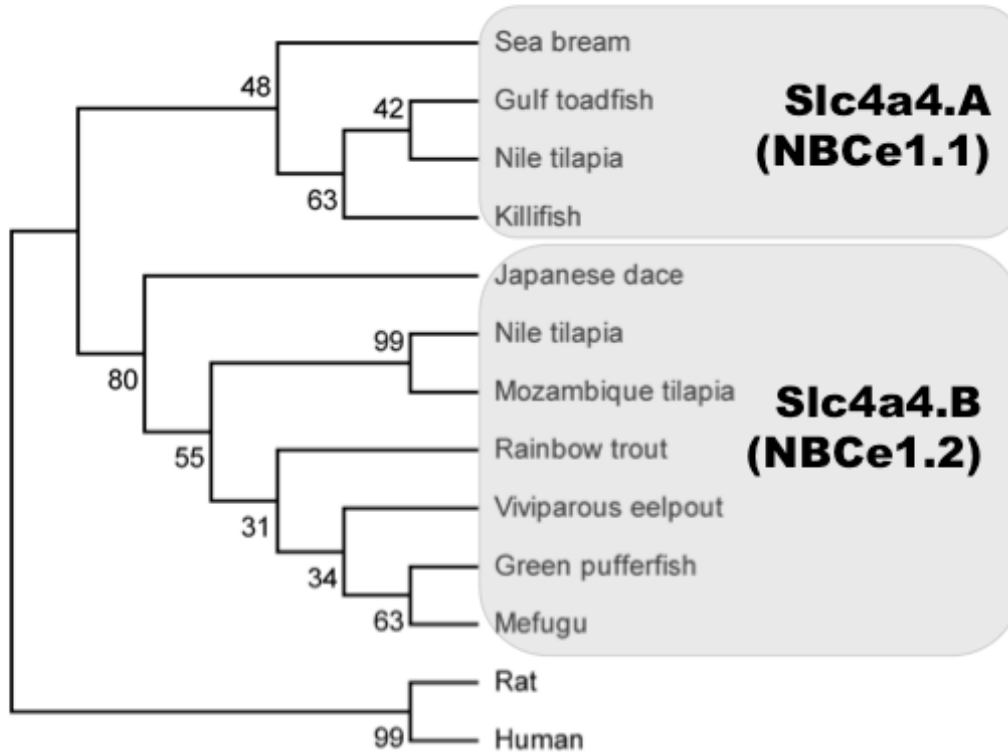 Sea bream
48
Gulf toadfish
42
Slc4a4.A
(NBCe1.1)
Nile tilapia
63
Killifish
Japanese dace
Nile tilapia
99
80
Mozambique tilapia
Slc4a4.B
(NBCe1.2)
55
Rainbow trout
31
Viviparous eelpout
34
Green pufferfish
63
Mefugu
Rat
99
Human